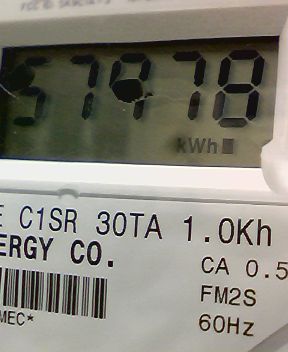 57978
kWh
E C1SR 30TA 1.0Kh
ERGY CO.
CA 0.5
FM2S
MEC*
60Hz